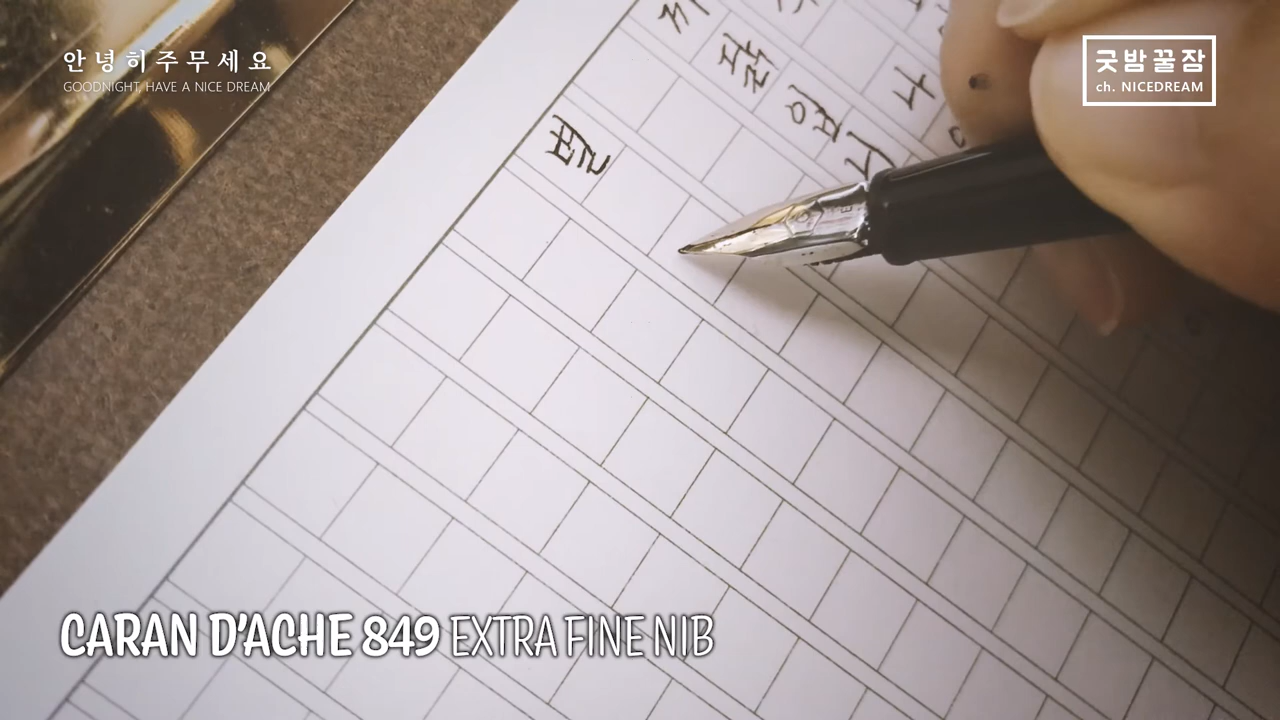 안녕히주무세요
GOODNIGHT, HAVE A NICE DREAM
굿밤꿀잠
ch. NICEDREAM
별
CARAN D'ACHE 849 EXTRA FINE NIB